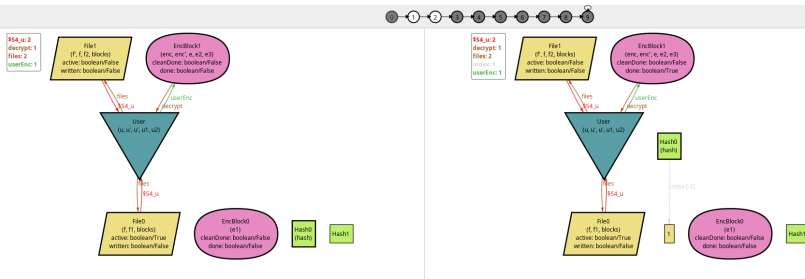 0 1 2 3 4 5 6 7 8 9
$S4_u: 2
decrypt: 1
files: 2
userEnc: 1
File1
(f', f, f2, blocks)
active: boolean/False
written: boolean/False
EncBlock1
(enc, enc', e, e2, e3)
cleanDone: boolean/False
done: boolean/False
files
$S4_u
userEnc
decrypt
User
(u, u', u', u1, u2)
files
$S4_u
File0
(f, f1, blocks)
active: boolean/True
written: boolean/False
EncBlock0
(e1)
cleanDone: boolean/False
done: boolean/False
Hash0
(hash)
Hash1
$S4_u: 2
decrypt: 1
files: 2
index: 1
userEnc: 1
File1
(f', f, f2, blocks)
active: boolean/False
written: boolean/False
EncBlock1
(enc, enc', e, e2, e3)
cleanDone: boolean/False
done: boolean/True
files
$S4_u
userEnc
decrypt
User
(u, u', u', u1, u2)
Hash0
(hash)
files
$S4_u
index [-2]
File0
(f, f1, blocks)
active: boolean/True
written: boolean/False
1
EncBlock0
(e1)
cleanDone: boolean/False
done: boolean/False
Hash1